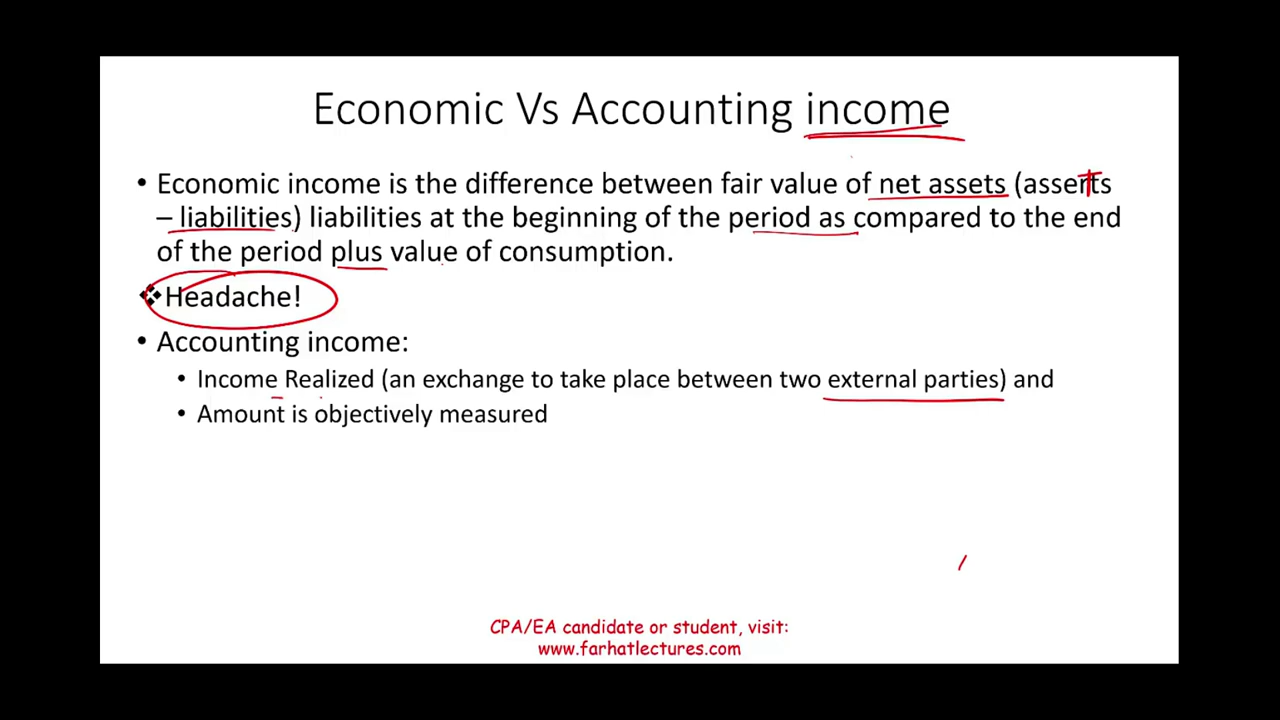 Economic Vs Accounting income
• Economic income is the difference between fair value of net assets (asserts
– liabilities) liabilities at the beginning of the period as compared to the end
of the period plus value of consumption.
❖Headache!
• Accounting income:
• Income Realized (an exchange to take place between two external parties) and
• Amount is objectively measured
CPA/EA candidate or student, visit:
www.farhatlectures.com